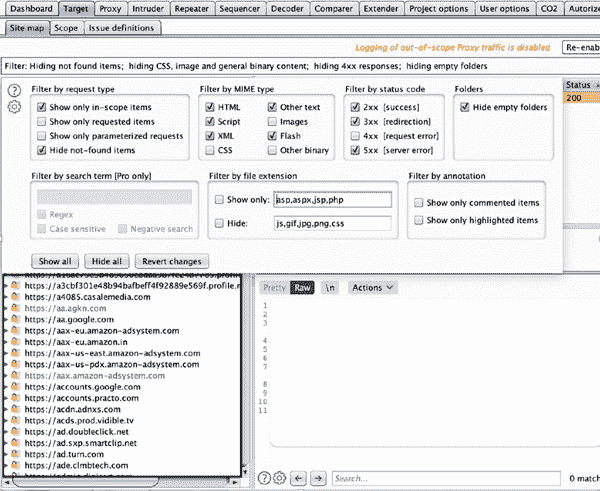 Dashboard Target Proxy Intruder Repeater Sequencer Decoder Comparer Extender Project options User options CO2 Autorize
Site map Scope Issue definitions
Logging of out-of-scope Proxy traffic is disabled Re-enab
Filter: Hiding not found items; hiding CSS, image and general binary content; hiding 4xx responses; hiding empty folders
Filter by request type
Show only in-scope items
Show only requested items
Show only parameterized requests
Hide not-found items
Filter by MIME type
HTML Other text
Script Images
XML Flash
CSS Other binary
Filter by status code
2xx [success]
3xx [redirection]
4xx [request error]
5xx [server error]
Folders
Hide empty folders
Status
200
Filter by search term [Pro only]
Regex
Case sensitive Negative search
Filter by file extension
Show only: asp,aspx,jsp,php
Hide: js,gif,jpg,png,css
Filter by annotation
Show only commented items
Show only highlighted items
Show all Hide all Revert changes
https://a3cbf301e48b94bafbeff4f92889e569f.profile.r
https://a4085.casalemedia.com
https://aa.agkn.com
https://aa.google.com
https://aax-eu.amazon-adsystem.com
https://aax-eu.amazon.in
https://aax-us-east.amazon-adsystem.com
https://aax-us-pdx.amazon-adsystem.com
https://aax.amazon-adsystem.com
https://accounts.google.com
https://accounts.practo.com
https://acdn.adnxs.com
https://acds.prod.vidible.tv
https://ad.doubleclick.net
https://ad.sxp.smartclip.net
https://ad.turn.com
https://ade.clmbtech.com
Pretty Raw \n Actions
1
2
3
4
5
6
7
8
9
10
11
Search... 0 match